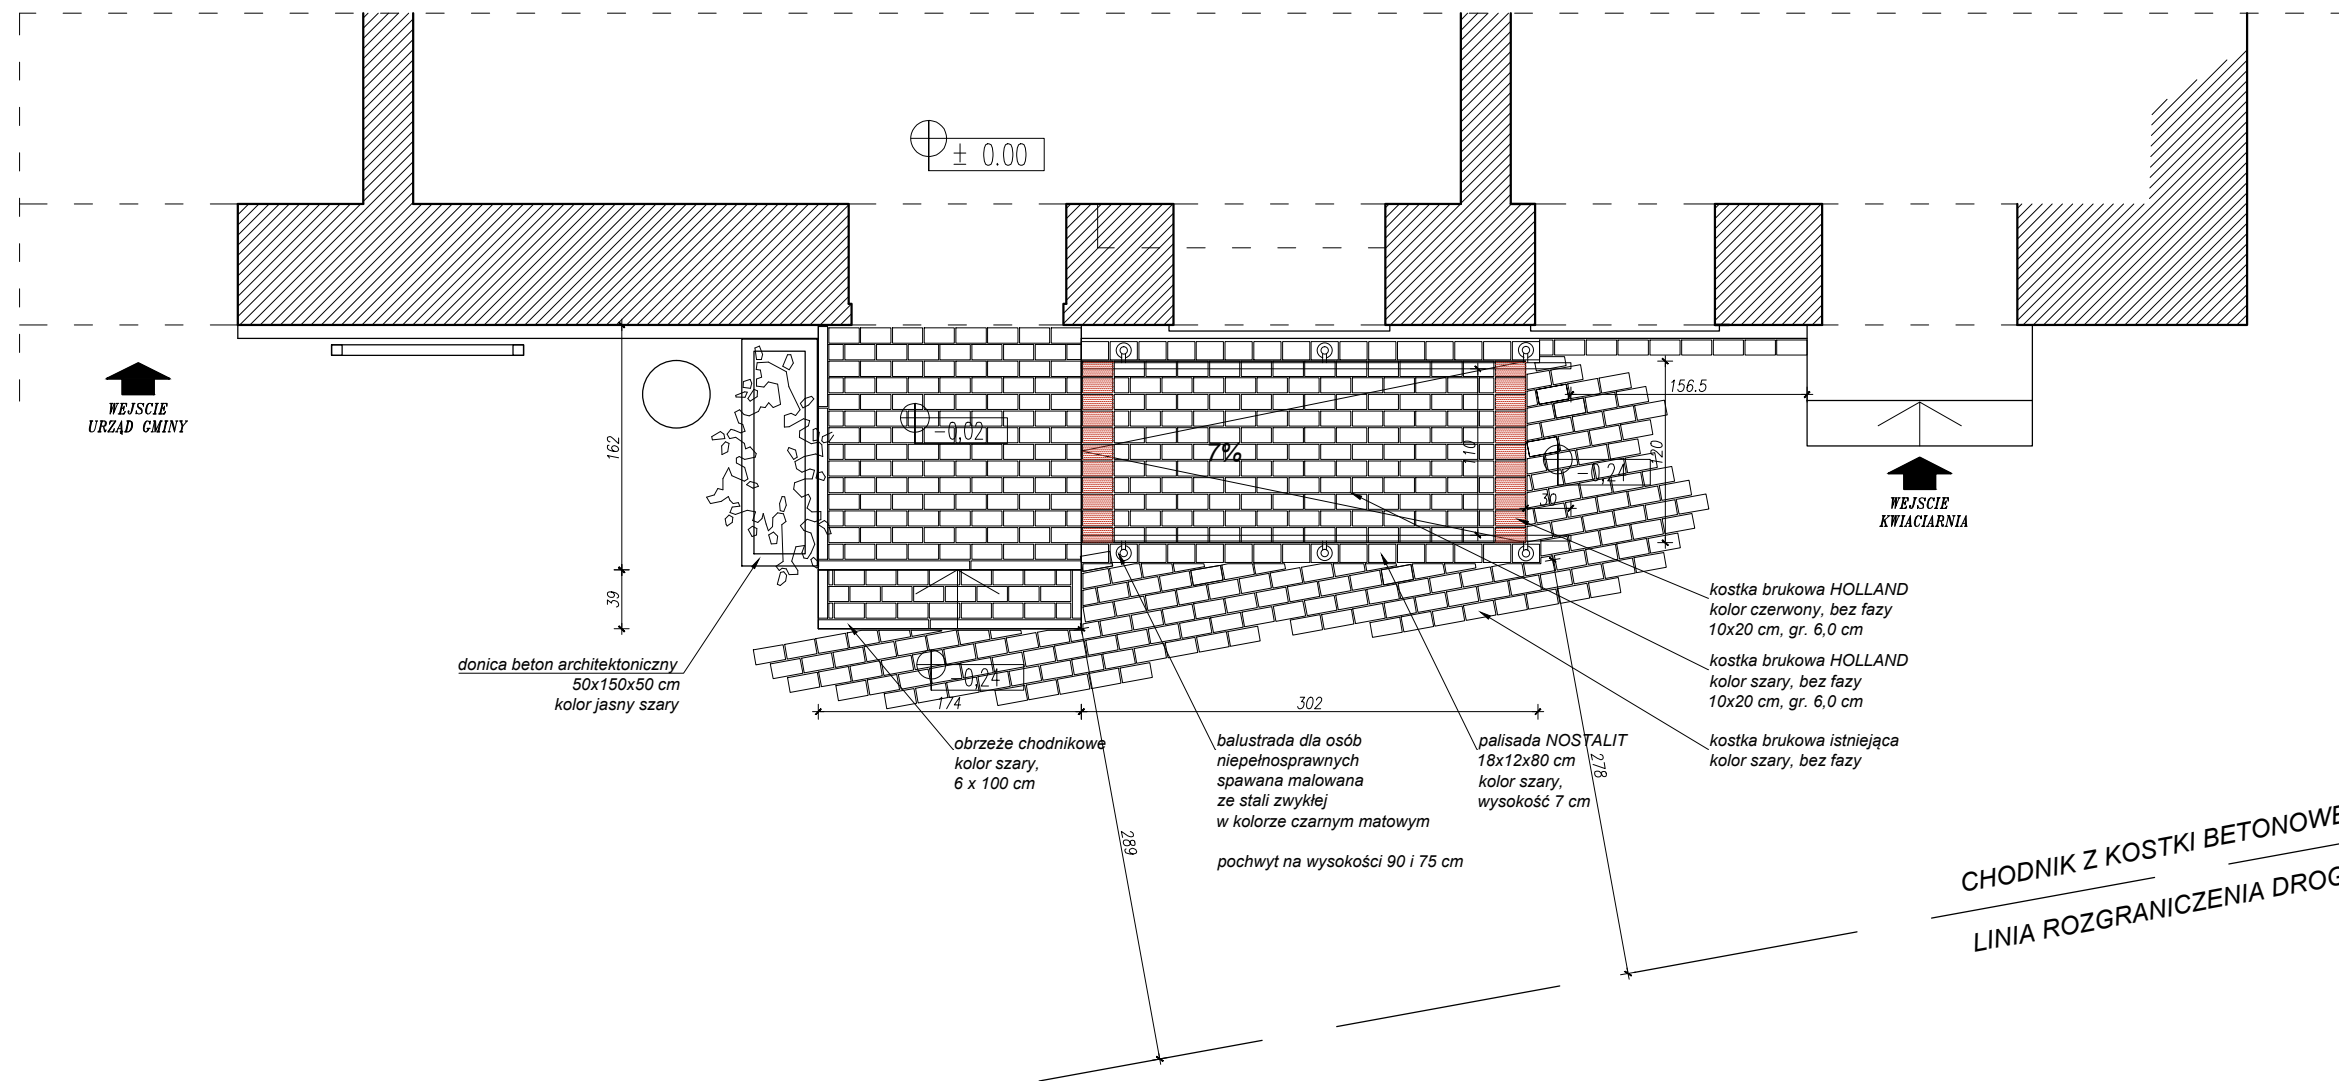 ± 0.00
WEJSCIE
URZĄD GMINY
162
39
-0,02
7%
110
120
156.5
-0,24
30
WEJSCIE
KWIACIARNIA
-0,24
174
302
donica beton architektoniczny
50x150x50 cm
kolor jasny szary
obrzeże chodnikowe
kolor szary,
6 x 100 cm
balustrada dla osób
niepełnosprawnych
spawana malowana
ze stali zwykłej
w kolorze czarnym matowym
pochwyt na wysokości 90 i 75 cm
palisada NOSTALIT
18x12x80 cm
kolor szary,
wysokość 7 cm
kostka brukowa HOLLAND
kolor czerwony, bez fazy
10x20 cm, gr. 6,0 cm
kostka brukowa HOLLAND
kolor szary, bez fazy
10x20 cm, gr. 6,0 cm
kostka brukowa istniejąca
kolor szary, bez fazy
278
289
CHODNIK Z KOSTKI BETONOWE
LINIA ROZGRANICZENIA DROG